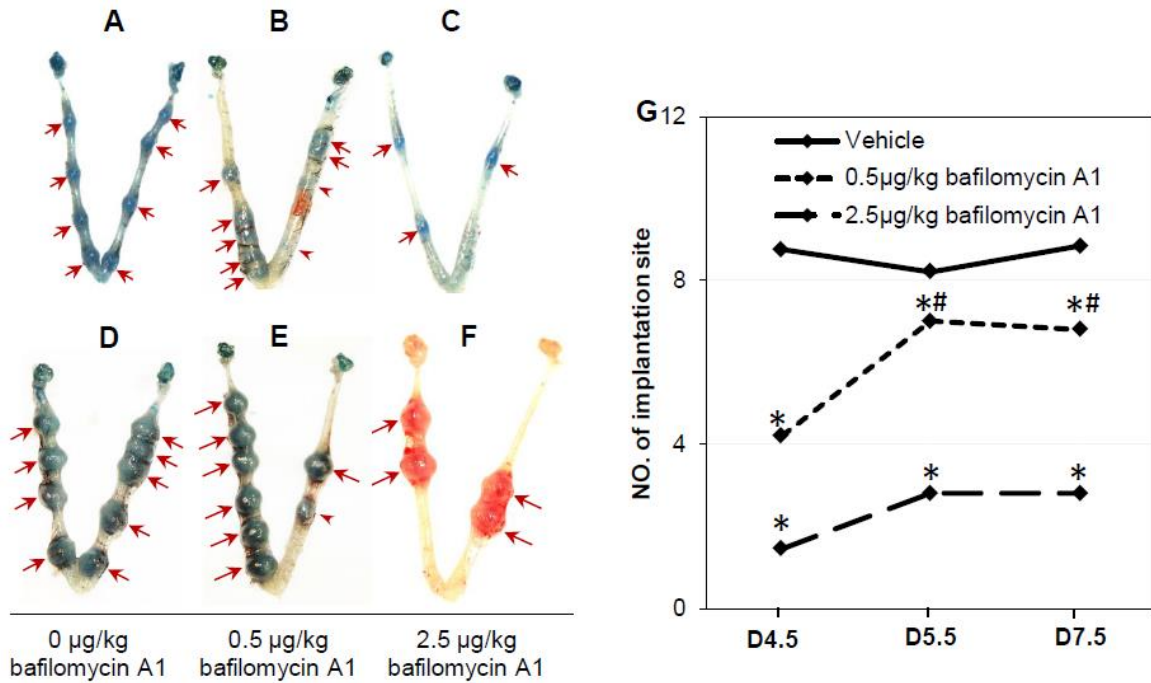 A
B
C
D
E
F
0 µg/kg
bafilomycin A1
0.5 µg/kg
bafilomycin A1
2.5 µg/kg
bafilomycin A1
G
12
8
4
0
NO. of implantation site
Vehicle
0.5µg/kg bafilomycin A1
2.5µg/kg bafilomycin A1
*
*#
*#
*
*
*
D4.5
D5.5
D7.5